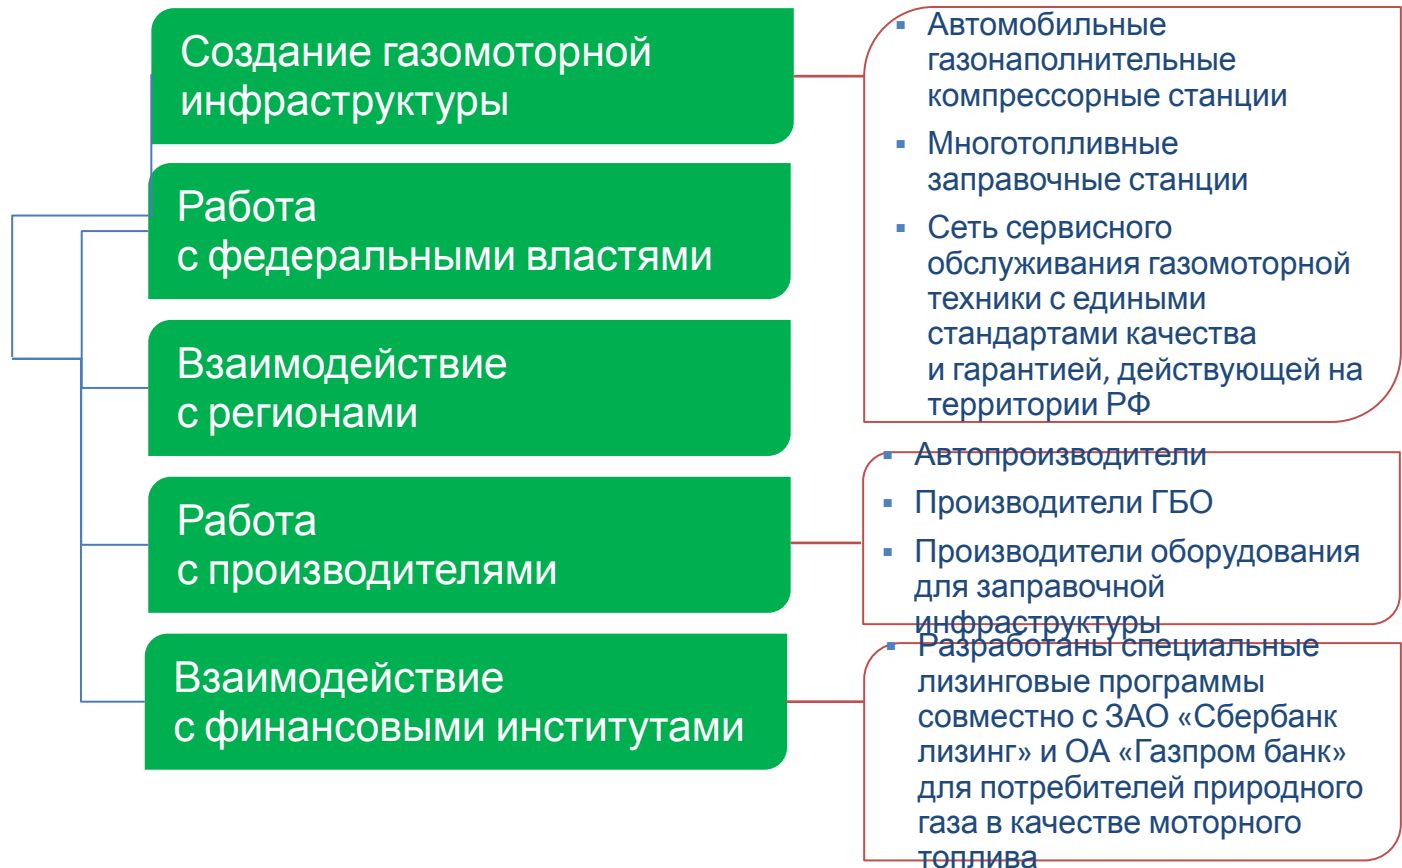 Создание газомоторной
инфраструктуры
Автомобильные
газонаполнительные
компрессорные станции
Многотопливные
заправочные станции
Сеть сервисного
обслуживания газомоторной
техники с едиными
стандартами качества
и гарантией, действующей на
территории РФ
Работа
с федеральными властями
Взаимодействие
с регионами
Работа
с производителями
Автопроизводители
Производители ГБО
Производители оборудования
для заправочной
инфраструктуры
Взаимодействие
с финансовыми институтами
Разработаны специальные
лизинговые программы
совместно с ЗАО «Сбербанк
лизинг» и ОА «Газпром банк»
для потребителей природного
газа в качестве моторного
топлива